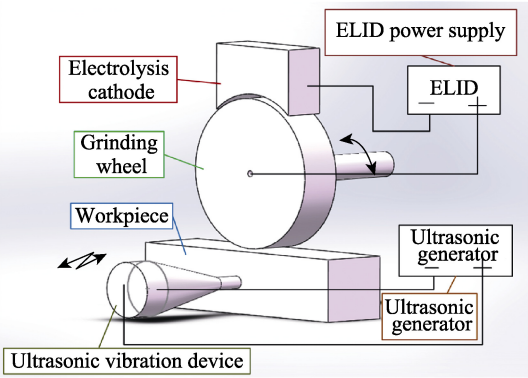 ELID power supply
Electrolysis
cathode
ELID
Grinding
wheel
Workpiece
Ultrasonic
generator
Ultrasonic
generator
Ultrasonic vibration device